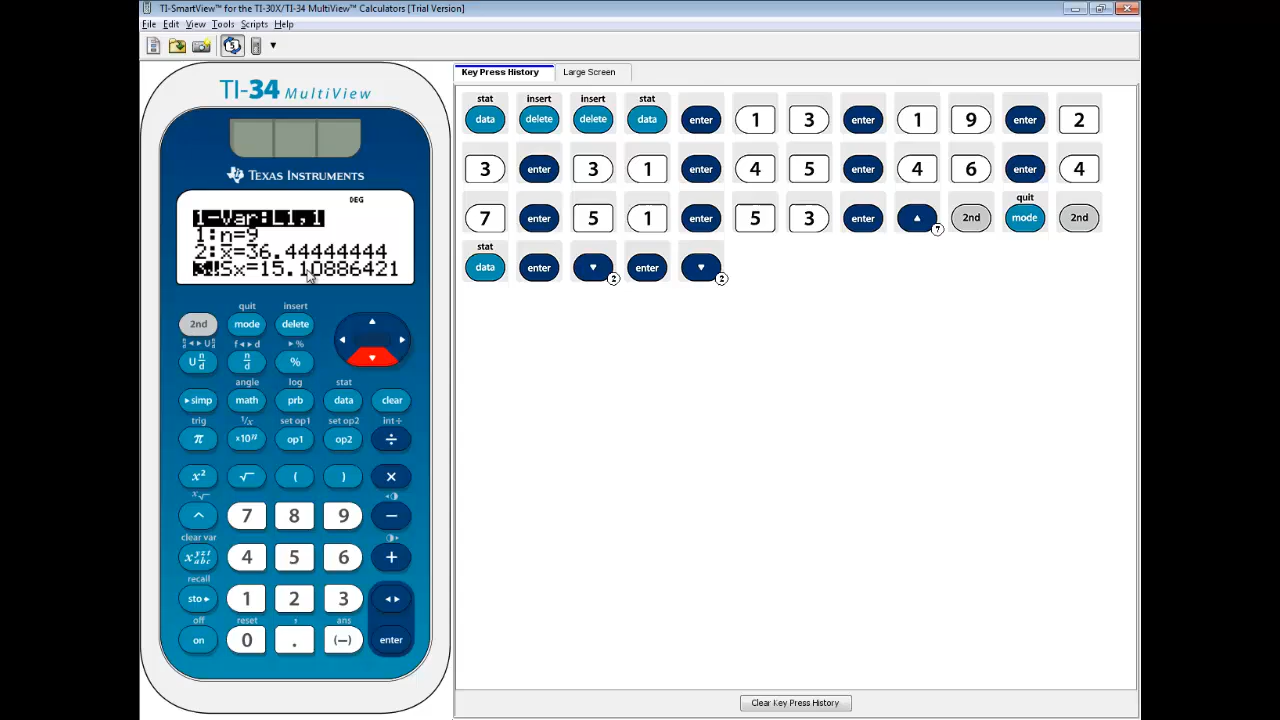 TI-SmartView™ for the TI-30X/TI-34 MultiView™ Calculators [Trial Version]
File Edit View Tools Scripts Help
5
TI-34 MultiView
TEXAS INSTRUMENTS
DEG
1-Var:L1,1
1:n=9
2:x̄=36.44444444
Sx=15.10886421
quit insert
2nd mode delete
n/d◄►U n/d f◄►d ►%
U n/d n/d %
angle log stat
►simp math prb data clear
trig 1/x set op1 set op2 int÷
π ×10ⁿ op1 op2 ÷
x² √ ( ) ×
x√
^ 7 8 9 −
clear var
x yzt abc 4 5 6 +
recall
sto► 1 2 3 ◄►
off reset , ans
on 0 . (−) enter
Key Press History Large Screen
stat insert insert stat
data delete delete data enter 1 3 enter 1 9 enter 2
3 enter 3 1 enter 4 5 enter 4 6 enter 4
quit
7 enter 5 1 enter 5 3 enter ▲ 7 2nd mode 2nd
stat
data enter ▼ 2 enter ▼ 2
Clear Key Press History